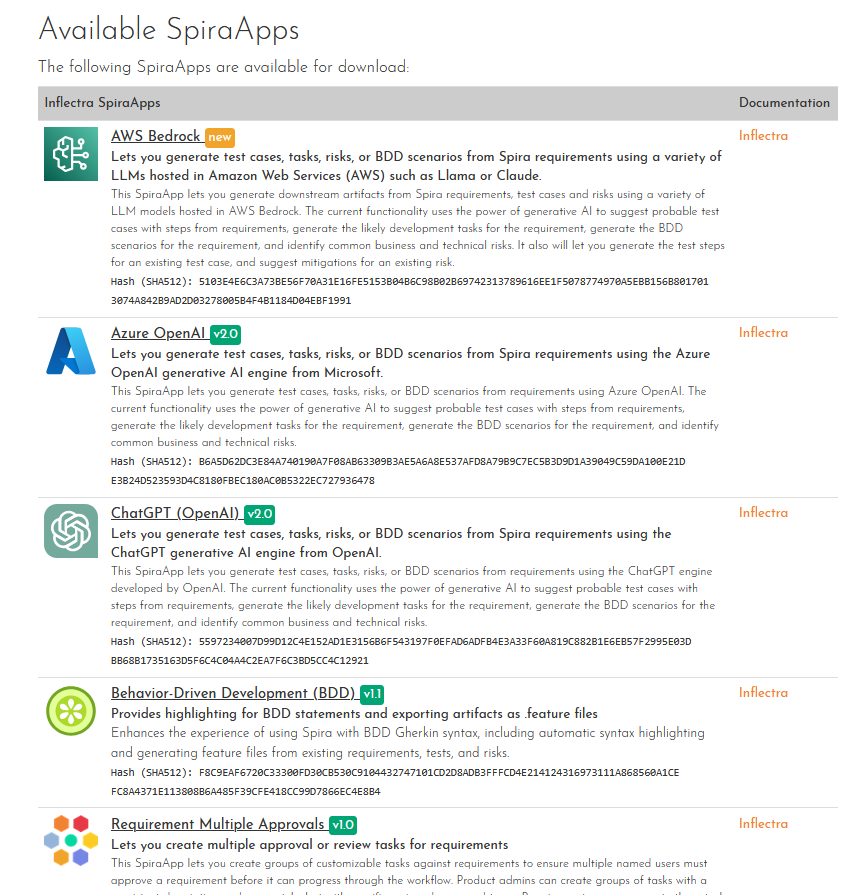 Available SpiraApps
The following SpiraApps are available for download:
Inflectra SpiraApps Documentation
AWS Bedrock new Inflectra
Lets you generate test cases, tasks, risks, or BDD scenarios from Spira requirements using a variety of
LLMs hosted in Amazon Web Services (AWS) such as Llama or Claude.
This SpiraApp lets you generate downstream artifacts from Spira requirements, test cases and risks using a variety of
LLM models hosted in AWS Bedrock. The current functionality uses the power of generative AI to suggest probable test
cases with steps from requirements, generate the likely development tasks for the requirement, generate the BDD
scenarios for the requirement, and identify common business and technical risks. It also will let you generate the test steps
for an existing test case, and suggest mitigations for an existing risk.
Hash (SHA512): 5103E4E6C3A73BE56F70A31E16FE5153B04B6C98B02B69742313789616EE1F5078774970A5EBB156B801701
3074A842B9AD2D03278005B4F4B1184D04EBF1991
Azure OpenAI v2.0 Inflectra
Lets you generate test cases, tasks, risks, or BDD scenarios from Spira requirements using the Azure
OpenAI generative AI engine from Microsoft.
This SpiraApp lets you generate test cases, tasks, risks, or BDD scenarios from requirements using Azure OpenAI. The
current functionality uses the power of generative AI to suggest probable test cases with steps from requirements,
generate the likely development tasks for the requirement, generate the BDD scenarios for the requirement, and identify
common business and technical risks.
Hash (SHA512): B6A5D62DC3E84A740190A7F08AB63309B3AE5A6A8E537AFD8A79B9C7EC5B3D9D1A39049C59DA100E21D
E3B24D523593D4C8180FBEC180AC0B5322EC727936478
ChatGPT (OpenAI) v2.0 Inflectra
Lets you generate test cases, tasks, risks, or BDD scenarios from Spira requirements using the
ChatGPT generative AI engine from OpenAI.
This SpiraApp lets you generate test cases, tasks, risks, or BDD scenarios from requirements using the ChatGPT engine
developed by OpenAI. The current functionality uses the power of generative AI to suggest probable test cases with
steps from requirements, generate the likely development tasks for the requirement, generate the BDD scenarios for the
requirement, and identify common business and technical risks.
Hash (SHA512): 5597234007D99D12C4E152AD1E3156B6F543197F0EFAD6ADFB4E3A33F60A819C882B1E6EB57F2995E03D
BB68B1735163D5F6C4C04A4C2EA7F6C3BD5CC4C12921
Behavior-Driven Development (BDD) v1.1 Inflectra
Provides highlighting for BDD statements and exporting artifacts as .feature files
Enhances the experience of using Spira with BDD Gherkin syntax, including automatic syntax highlighting
and generating feature files from existing requirements, tests, and risks.
Hash (SHA512): F8C9EAF6720C33300FD30CB530C9104432747101CD2D8ADB3FFFCD4E214124316973111A868560A1CE
FC8A4371E113808B6A485F39CFE418CC99D7866EC4E8B4
Requirement Multiple Approvals v1.0 Inflectra
Lets you create multiple approval or review tasks for requirements
This SpiraApp lets you create groups of customizable tasks against requirements to ensure multiple named users must
approve a requirement before it can progress through the workflow. Product admins can create groups of tasks with a